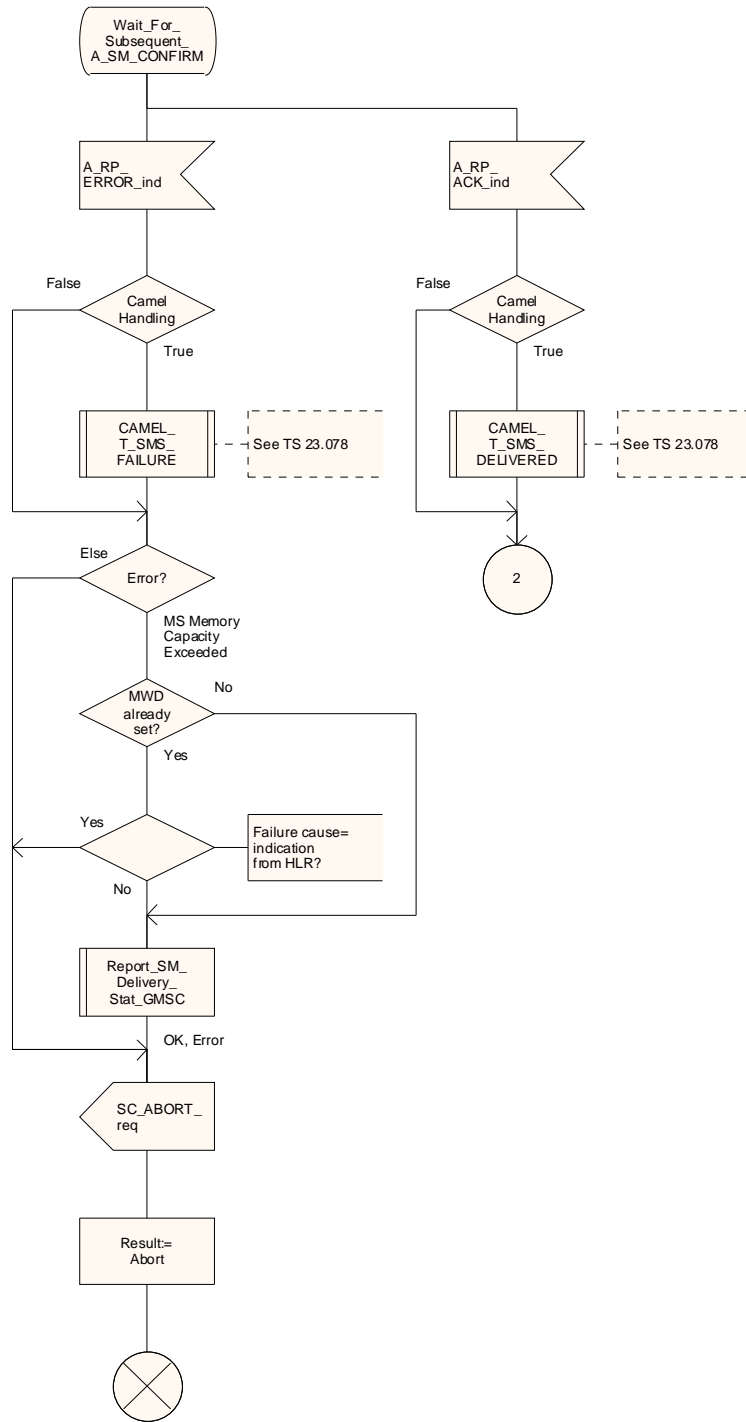 Wait_For_
Subsequent_
A_SM_CONFIRM
A_RP_
ERROR_ind
A_RP_
ACK_ind
False
Camel
Handling
True
False
Camel
Handling
True
CAMEL_
T_SMS_
FAILURE
See TS 23.078
CAMEL_
T_SMS_
DELIVERED
See TS 23.078
Else
Error?
2
MS Memory
Capacity
Exceeded
MWD
already
set?
No
Yes
Yes
Failure cause=
indication
from HLR?
No
Report_SM_
Delivery_
Stat_GMSC
OK, Error
SC_ABORT_
req
Result:=
Abort